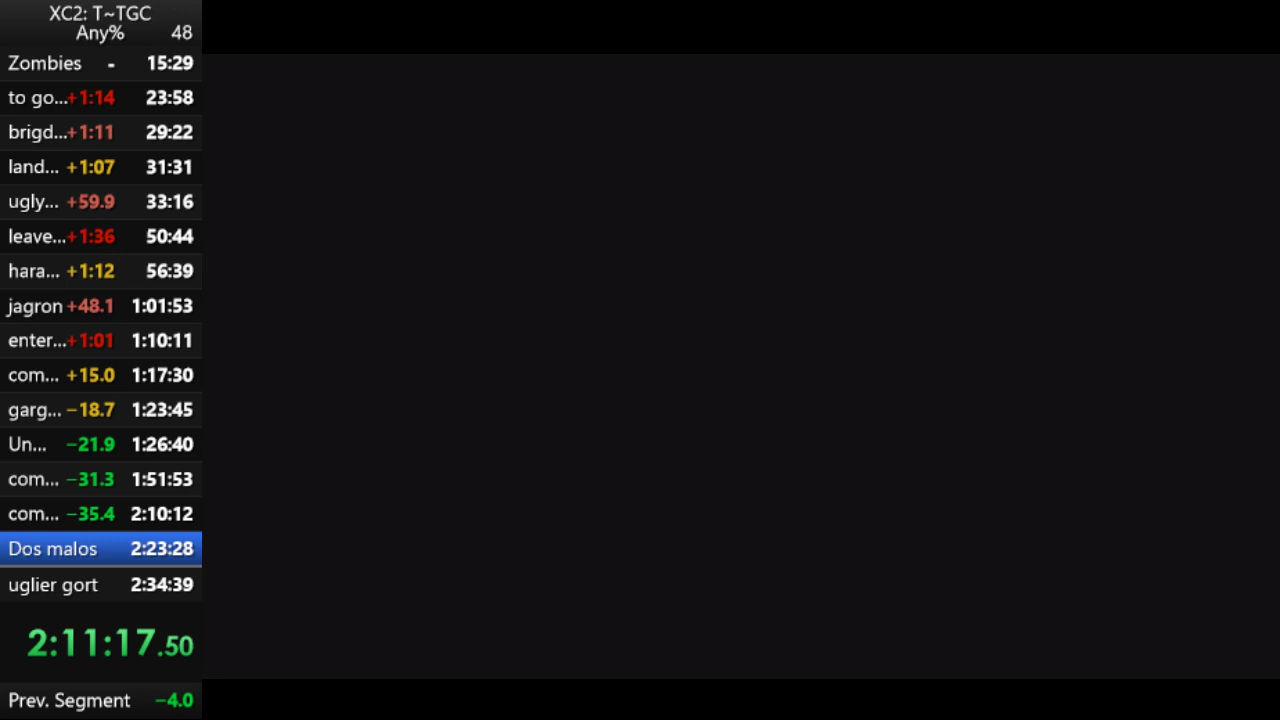 XC2: T~TGC
Any% 48
Zombies - 15:29
to go...+1:14 23:58
brigd...+1:11 29:22
land... +1:07 31:31
ugly... +59.9 33:16
leave...+1:36 50:44
hara... +1:12 56:39
jagron +48.1 1:01:53
enter...+1:01 1:10:11
com... +15.0 1:17:30
garg... −18.7 1:23:45
Un... −21.9 1:26:40
com... −31.3 1:51:53
com... −35.4 2:10:12
Dos malos 2:23:28
uglier gort 2:34:39
2:11:17.50
Prev. Segment −4.0